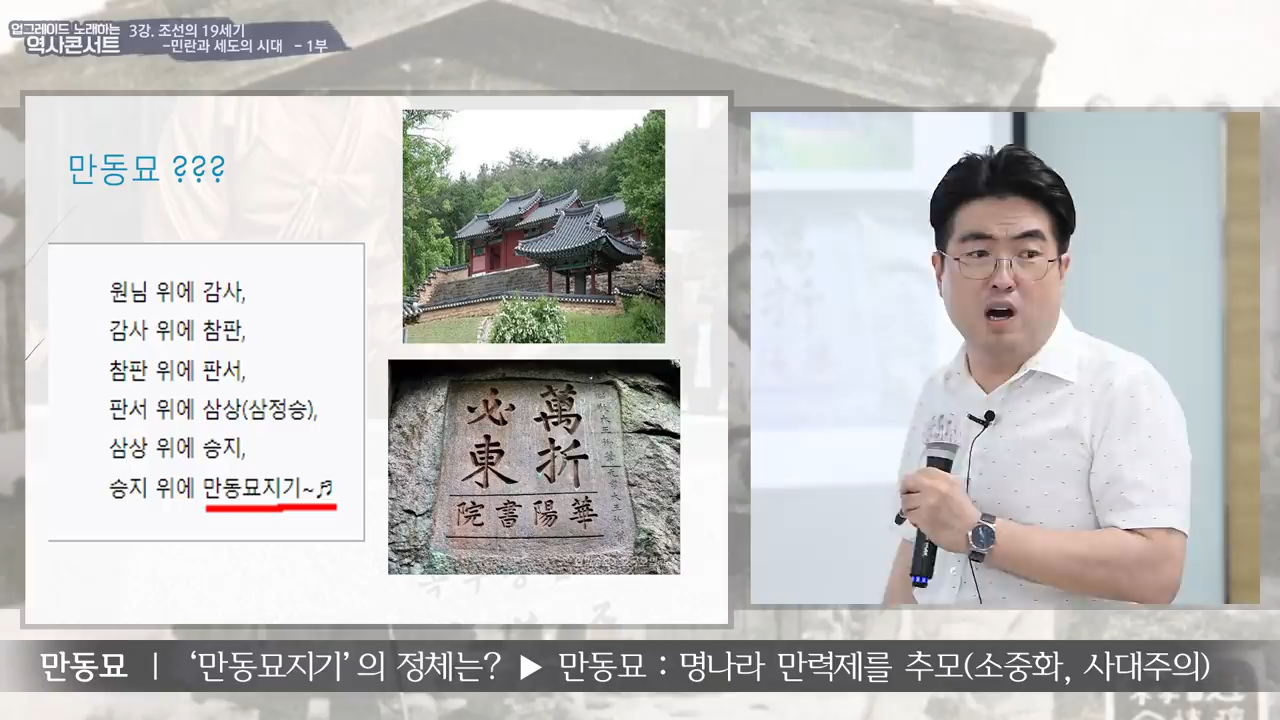 업그레이드 노래하는
역사콘서트
3강. 조선의 19세기
-민란과 세도의 시대 - 1부
만동묘 ???
원님 위에 감사,
감사 위에 참판,
참판 위에 판서,
판서 위에 삼상(삼정승),
삼상 위에 승지,
승지 위에 만동묘지기~♬
萬折
必東
華陽書院
만동묘 | ‘만동묘지기’의 정체는? ▶ 만동묘 : 명나라 만력제를 추모(소중화, 사대주의)